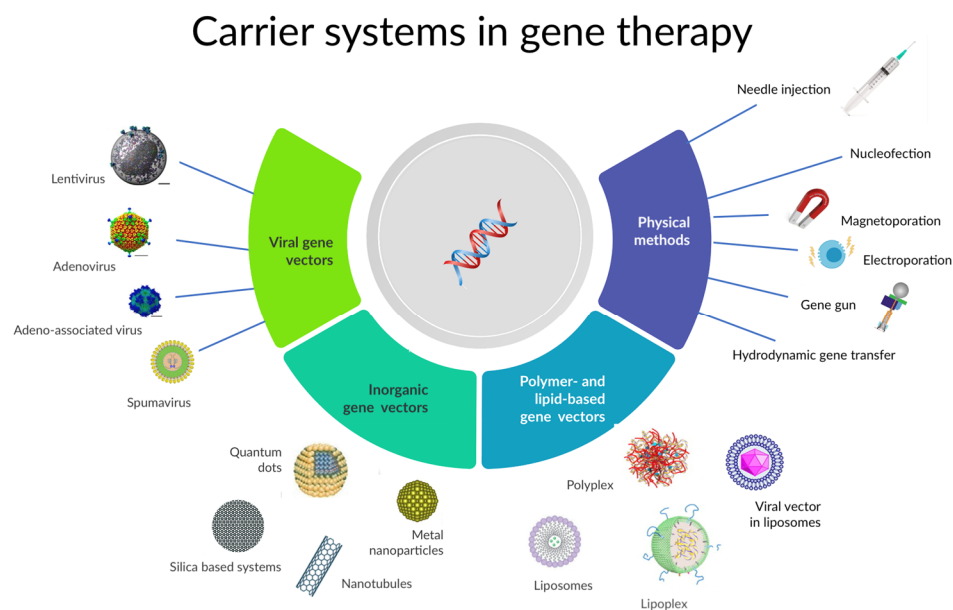 Carrier systems in gene therapy
Needle injection
Nucleofection
Magnetoporation
Electroporation
Gene gun
Hydrodynamic gene transfer
Physical
methods
Lentivirus
Adenovirus
Adeno-associated virus
Spumavirus
Viral gene
vectors
Inorganic
gene vectors
Polymer- and
lipid-based
gene vectors
Quantum
dots
Silica based systems
Nanotubules
Metal
nanoparticles
Polyplex
Viral vector
in liposomes
Liposomes
Lipoplex